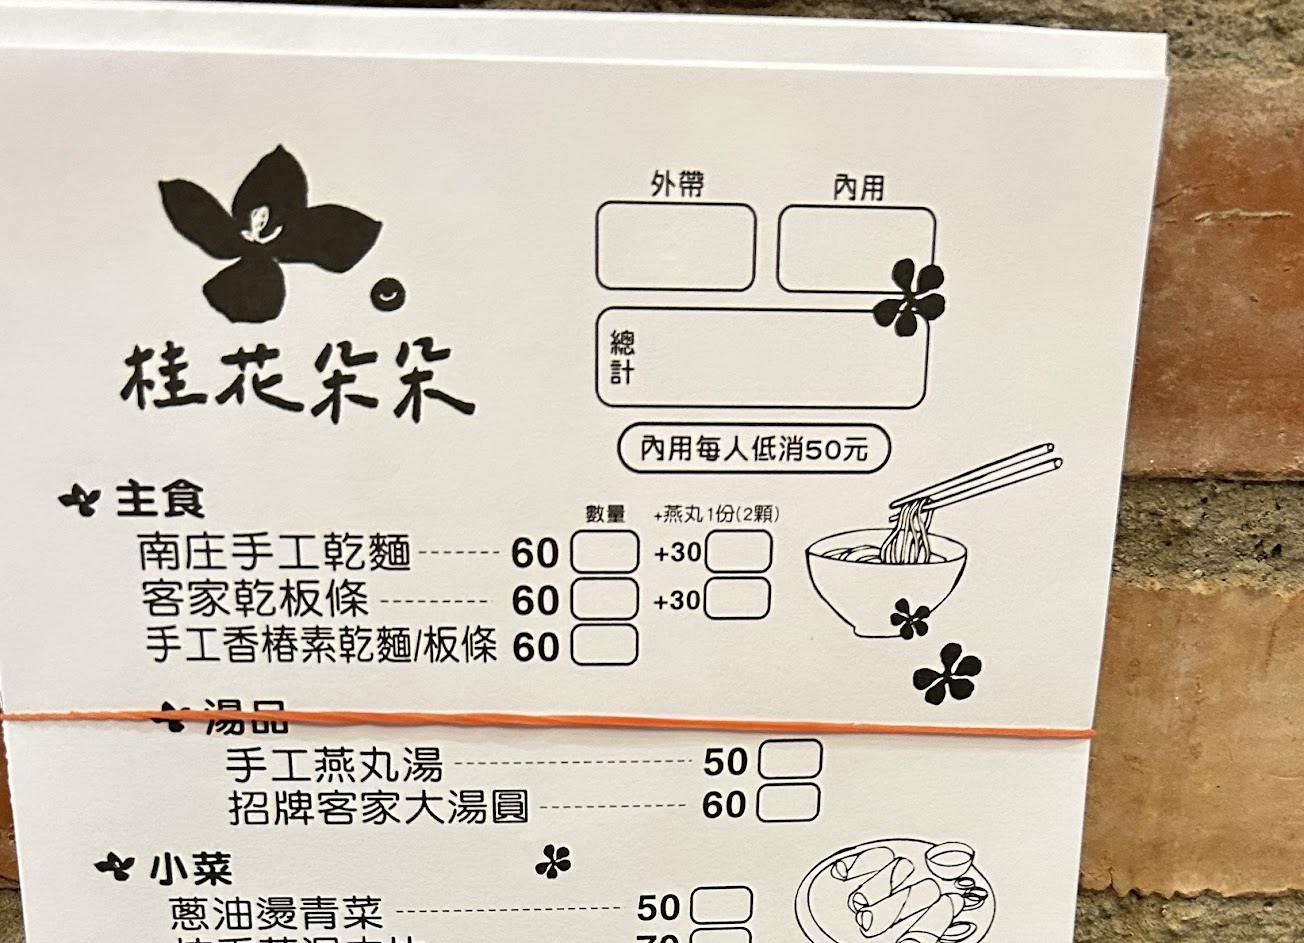 外帶 內用
桂花朵朵
總計
內用每人低消50元
主食
數量 +燕丸1份(2顆)
南庄手工乾麵 60 +30
客家乾板條 60 +30
手工香椿素乾麵/板條 60
湯品
手工燕丸湯 50
招牌客家大湯圓 60
小菜
蔥油燙青菜 50
70